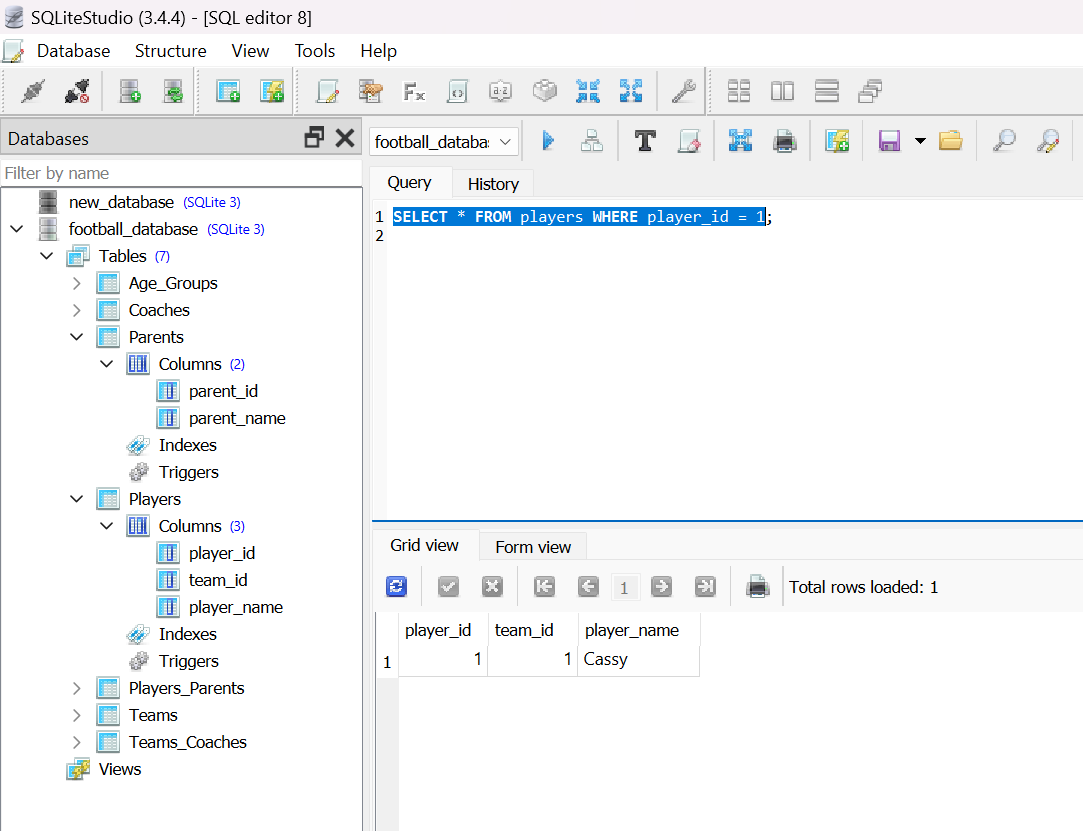 SQLiteStudio (3.4.4) - [SQL editor 8]
Database Structure View Tools Help
Databases
Filter by name
new_database (SQLite 3)
football_database (SQLite 3)
Tables (7)
Age_Groups
Coaches
Parents
Columns (2)
parent_id
parent_name
Indexes
Triggers
Players
Columns (3)
player_id
team_id
player_name
Indexes
Triggers
Players_Parents
Teams
Teams_Coaches
Views
football_databa
Query History
1 SELECT * FROM players WHERE player_id = 1;
2
Grid view Form view
1 Total rows loaded: 1
player_id team_id player_name
1 1 1 Cassy